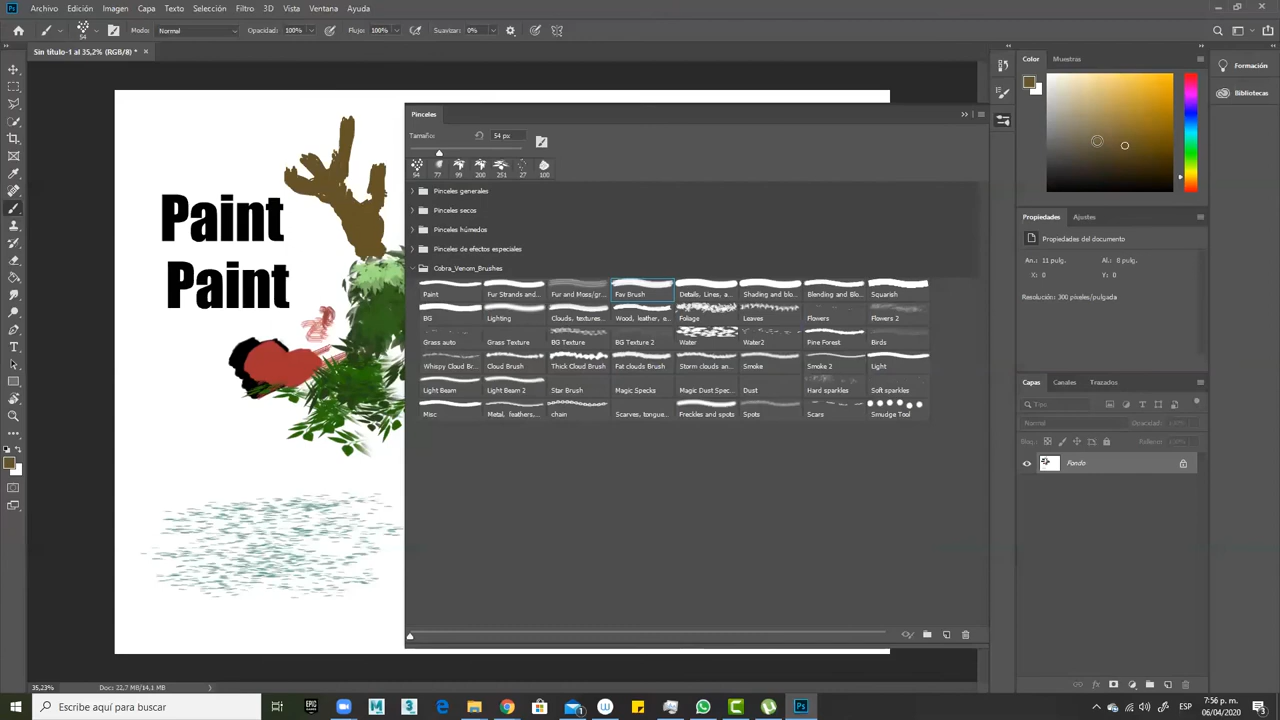 Archivo Edición Imagen Capa Texto Selección Filtro 3D Vista Ventana Ayuda
54 Modo: Normal Opacidad: 100% Flujo: 100% Suavizar: 0%
Sin título-1 al 35,2% (RGB/8) * ×
Paint
Paint
Pinceles
Tamaño: 54 px
54 77 99 200 251 27 100
Pinceles generales
Pinceles secos
Pinceles húmedos
Pinceles de efectos especiales
Cobra_Venom_Brushes
Paint Fur Strands and... Fur and Moss/gr... Fav Brush Details, Lines, a... Shading and blo... Blending and Blo... Squarish
BG Lighting Clouds, textures... Wood, leather, e... Foliage Leaves Flowers Flowers 2
Grass auto Grass Texture BG Texture BG Texture 2 Water Water2 Pine Forest Birds
Whispy Cloud Br... Cloud Brush Thick Cloud Brush Fat clouds Brush Storm clouds an... Smoke Smoke 2 Light
Light Beam Light Beam 2 Star Brush Magic Specks Magic Dust Spec... Dust Hard sparkles Soft sparkles
Misc Metal, feathers,... chain Scarves, tongue... Freckles and spots Spots Scars Smudge Tool
Color Muestras
Formación
Bibliotecas
Propiedades Ajustes
Propiedades del documento
An.: 11 pulg. Al.: 8 pulg.
X: 0 Y: 0
Resolución: 300 píxeles/pulgada
Capas Canales Trazados
Tipo
Normal Opacidad: 100%
Bloq.: Relleno: 100%
Fondo
35,23% Doc: 22,7 MB/14,1 MB
Escribe aquí para buscar
ESP
7:56 p. m.
06/04/2020